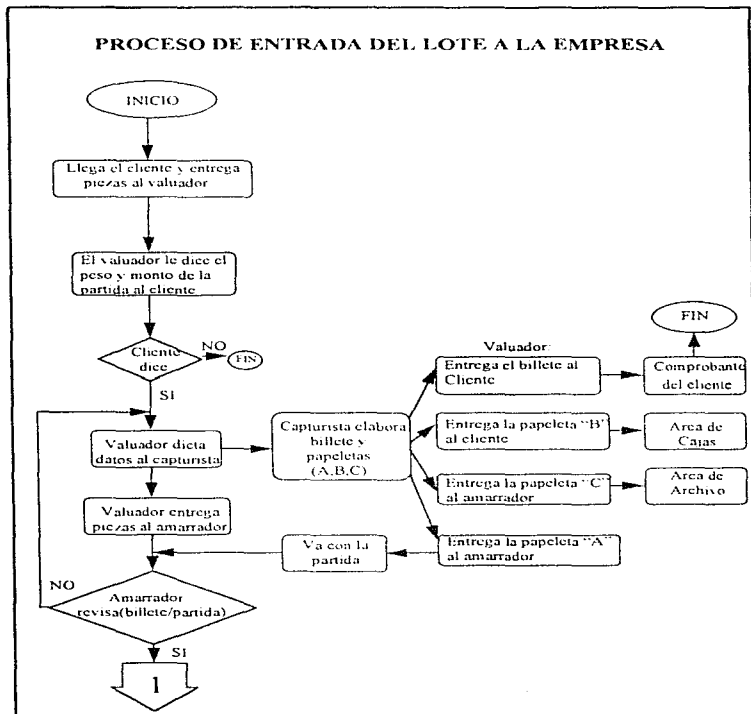 PROCESO DE ENTRADA DEL LOTE A LA EMPRESA
INICIO
Llega el cliente y entrega
piezas al valuador
El valuador le dice el
peso y monto de la
partida al cliente
Cliente
dice
NO
FIN
SI
Valuador dicta
datos al capturista
Capturista elabora
billete y
papeletas
(A,B,C)
Valuador:
Entrega el billete al
Cliente
Comprobante
del cliente
FIN
Entrega la papeleta "B"
al cliente
Area de
Cajas
Entrega la papeleta "C"
al amarrador
Area de
Archivo
Entrega la papeleta "A"
al amarrador
Va con la
partida
Valuador entrega
piezas al amarrador
NO
Amarrador
revisa(billete/partida)
SI
1